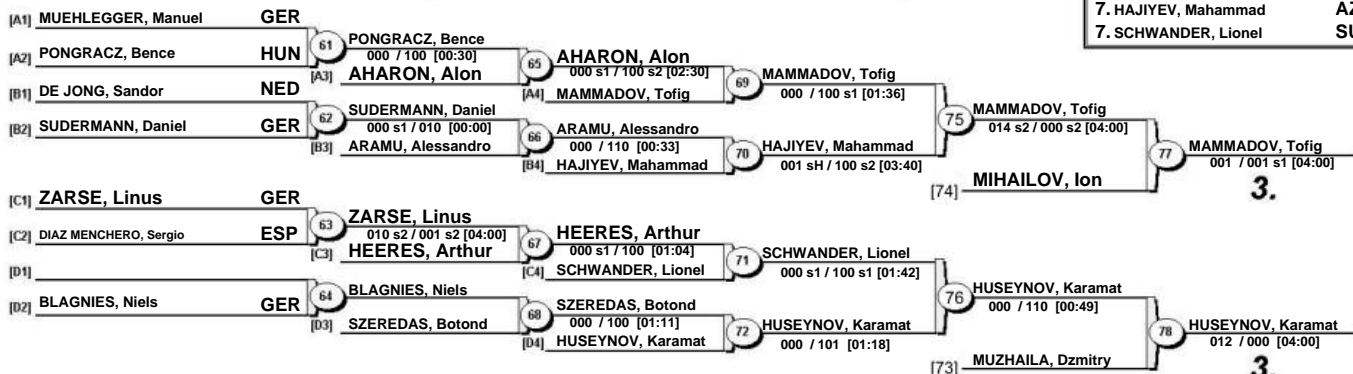 7. HAJIYEV, Mahammad AZ
7. SCHWANDER, Lionel SU
[A1] MUEHLEGGER, Manuel GER
[A2] PONGRACZ, Bence HUN
61 PONGRACZ, Bence
000 / 100 [00:30]
[A3] AHARON, Alon
65 AHARON, Alon
000 s1 / 100 s2 [02:30]
[A4] MAMMADOV, Tofig
69 MAMMADOV, Tofig
000 / 100 s1 [01:36]
[B1] DE JONG, Sandor NED
[B2] SUDERMANN, Daniel GER
62 SUDERMANN, Daniel
000 s1 / 010 [00:00]
[B3] ARAMU, Alessandro
66 ARAMU, Alessandro
000 / 110 [00:33]
[B4] HAJIYEV, Mahammad
70 HAJIYEV, Mahammad
001 sH / 100 s2 [03:40]
75 MAMMADOV, Tofig
014 s2 / 000 s2 [04:00]
[74] MIHAILOV, Ion
77 MAMMADOV, Tofig
001 / 001 s1 [04:00]
3.
[C1] ZARSE, Linus GER
[C2] DIAZ MENCHERO, Sergio ESP
63 ZARSE, Linus
010 s2 / 001 s2 [04:00]
[C3] HEERES, Arthur
67 HEERES, Arthur
000 s1 / 100 [01:04]
[C4] SCHWANDER, Lionel
71 SCHWANDER, Lionel
000 s1 / 100 s1 [01:42]
[D1]
[D2] BLAGNIES, Niels GER
64 BLAGNIES, Niels
[D3] SZEREDAS, Botond
68 SZEREDAS, Botond
000 / 100 [01:11]
[D4] HUSEYNOV, Karamat
72 HUSEYNOV, Karamat
000 / 101 [01:18]
76 HUSEYNOV, Karamat
000 / 110 [00:49]
[73] MUZHAILA, Dzmitry
78 HUSEYNOV, Karamat
012 / 000 [04:00]
3.